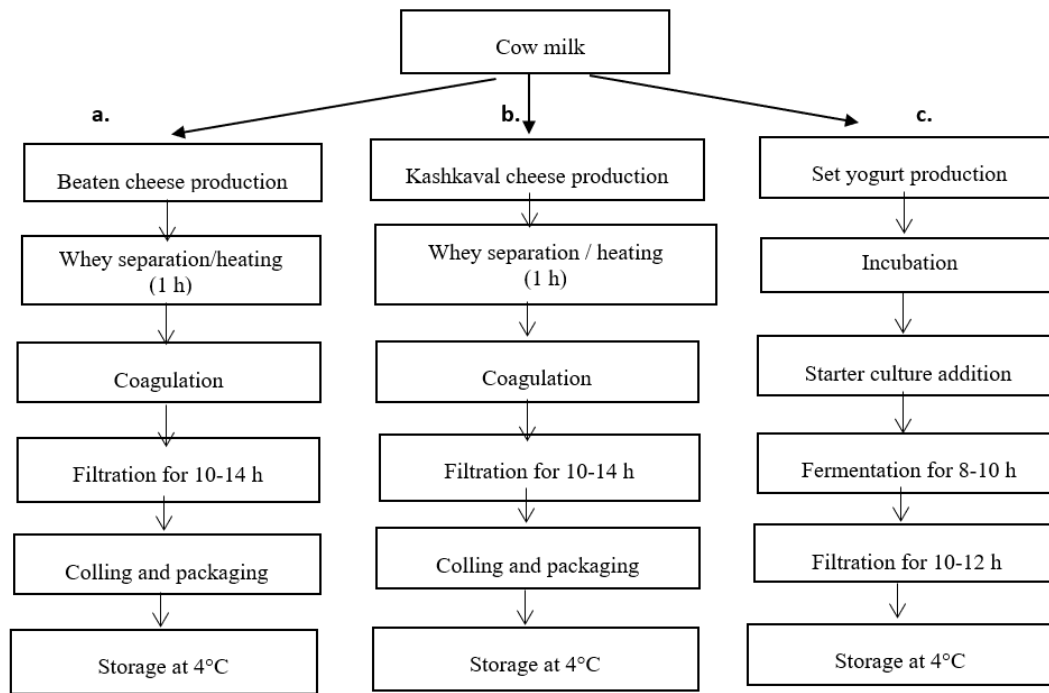 Cow milk
a.
Beaten cheese production
Whey separation/heating
(1 h)
Coagulation
Filtration for 10-14 h
Colling and packaging
Storage at 4°C
b.
Kashkaval cheese production
Whey separation / heating
(1 h)
Coagulation
Filtration for 10-14 h
Colling and packaging
Storage at 4°C
c.
Set yogurt production
Incubation
Starter culture addition
Fermentation for 8-10 h
Filtration for 10-12 h
Storage at 4°C